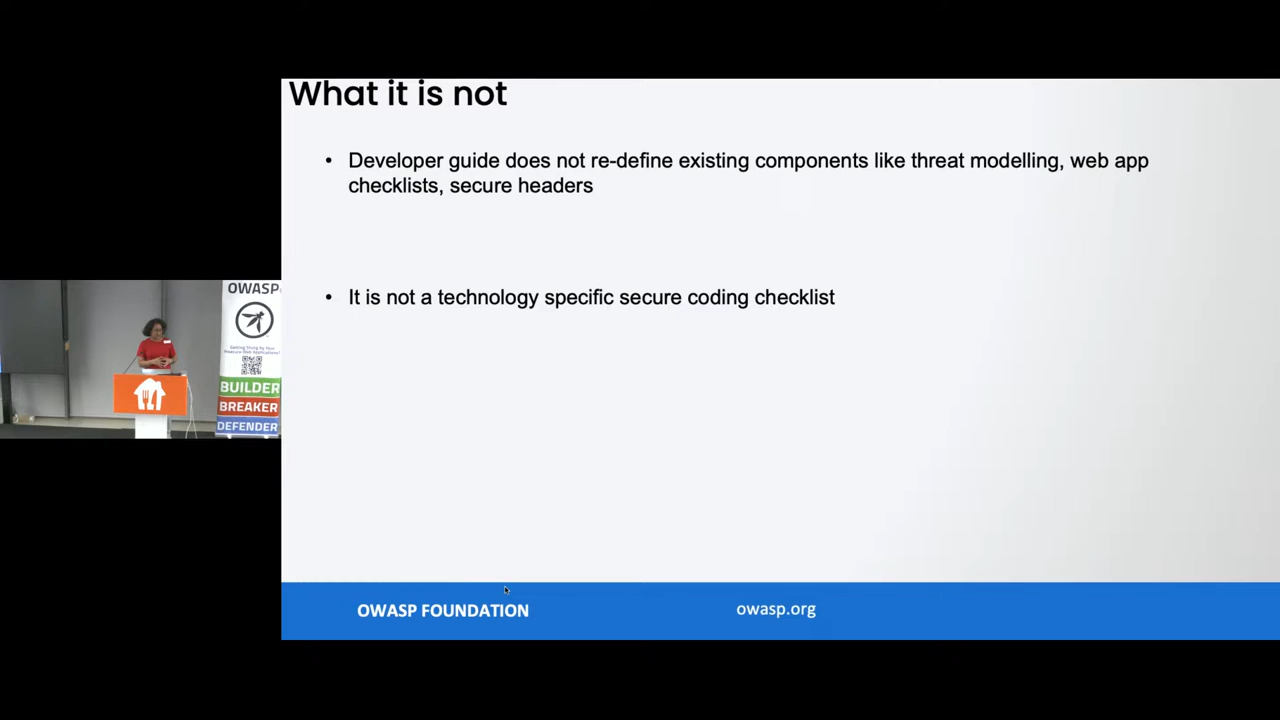 What it is not
• Developer guide does not re-define existing components like threat modelling, web app
checklists, secure headers
• It is not a technology specific secure coding checklist
OWASP
BUILDER
BREAKER
DEFENDER
OWASP FOUNDATION
owasp.org